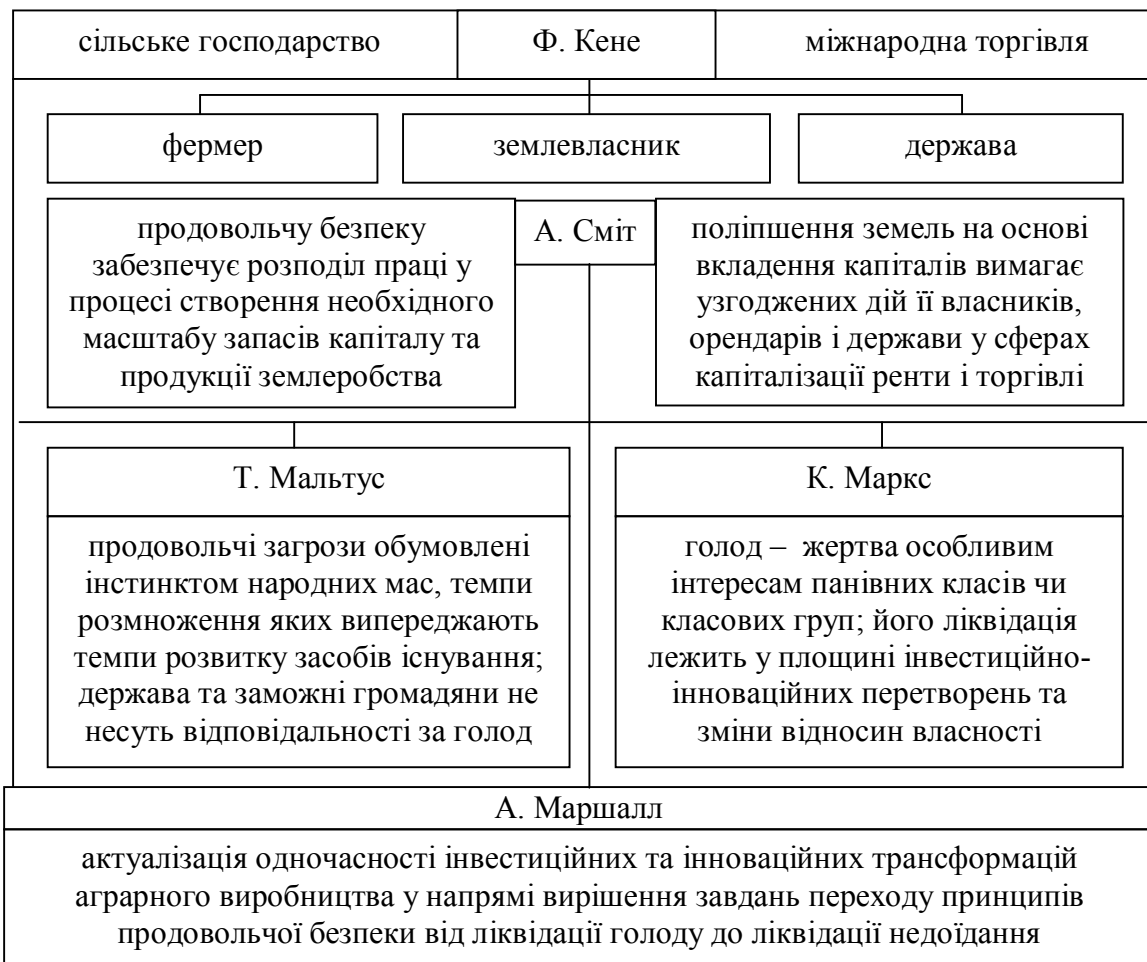 сільське господарство
Ф. Кене
міжнародна торгівля
фермер
землевласник
держава
продовольчу безпеку
забезпечує розподіл праці у
процесі створення необхідного
масштабу запасів капіталу та
продукції землеробства
А. Сміт
поліпшення земель на основі
вкладення капіталів вимагає
узгоджених дій її власників,
орендарів і держави у сферах
капіталізації ренти і торгівлі
Т. Мальтус
продовольчі загрози обумовлені
інстинктом народних мас, темпи
розмноження яких випереджають
темпи розвитку засобів існування;
держава та заможні громадяни не
несуть відповідальності за голод
К. Маркс
голод – жертва особливим
інтересам панівних класів чи
класових груп; його ліквідація
лежить у площині інвестиційно-
інноваційних перетворень та
зміни відносин власності
А. Маршалл
актуалізація одночасності інвестиційних та інноваційних трансформацій
аграрного виробництва у напрямі вирішення завдань переходу принципів
продовольчої безпеки від ліквідації голоду до ліквідації недоїдання